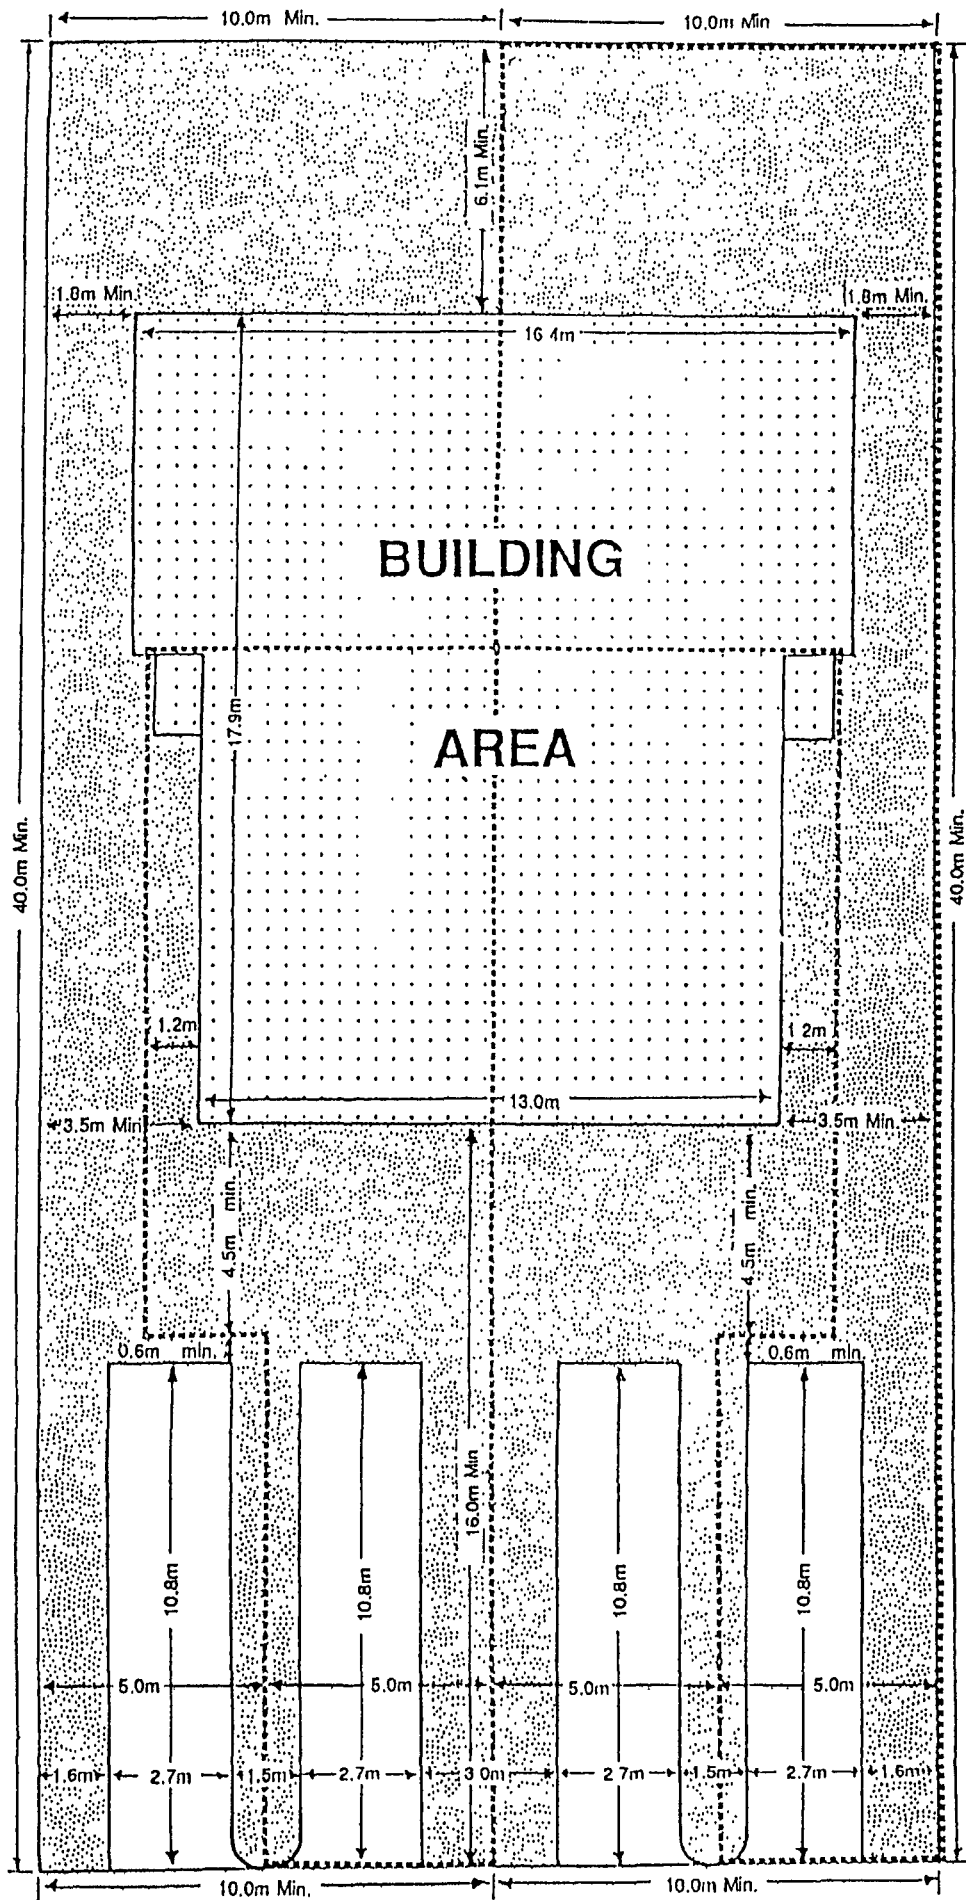 10.0m Min.
10.0m Min
6.1m Min.
1.8m Min.
1.8m Min.
16.4m
BUILDING
17.9m
AREA
40.0m Min.
40.0m Min.
1.2m
1.2m
13.0m
3.5m Min
3.5m Min
4.5m min.
4.5m min.
0.6m min.
0.6m min.
16.0m Min
10.8m
10.8m
10.8m
10.8m
5.0m
5.0m
5.0m
5.0m
1.6m
2.7m
1.5m
2.7m
3.0m
2.7m
1.5m
2.7m
1.6m
10.0m Min.
10.0m Min.